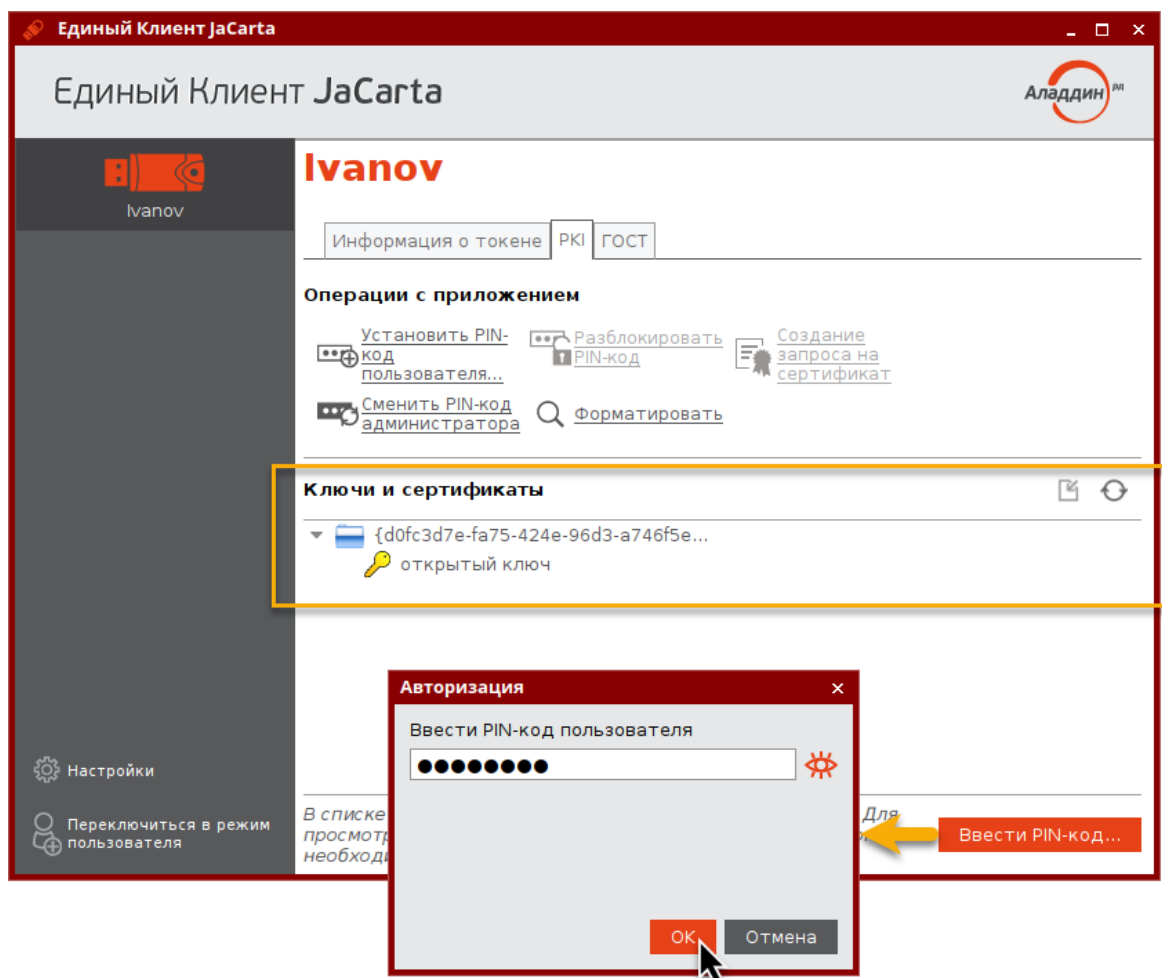 Единый Клиент JaCarta
Единый Клиент JaCarta
Аладдин РД
Ivanov
Ivanov
Информация о токене
PKI
ГОСТ
Операции с приложением
Установить PIN-
код
пользователя...
Разблокировать
PIN-код
Создание
запроса на
сертификат
Сменить PIN-код
администратора
Форматировать
Ключи и сертификаты
{d0fc3d7e-fa75-424e-96d3-a746f5e...
открытый ключ
Авторизация
Ввести PIN-код пользователя
Настройки
Переключиться в режим
пользователя
В списке
Для
Ввести PIN-код...
OK
Отмена